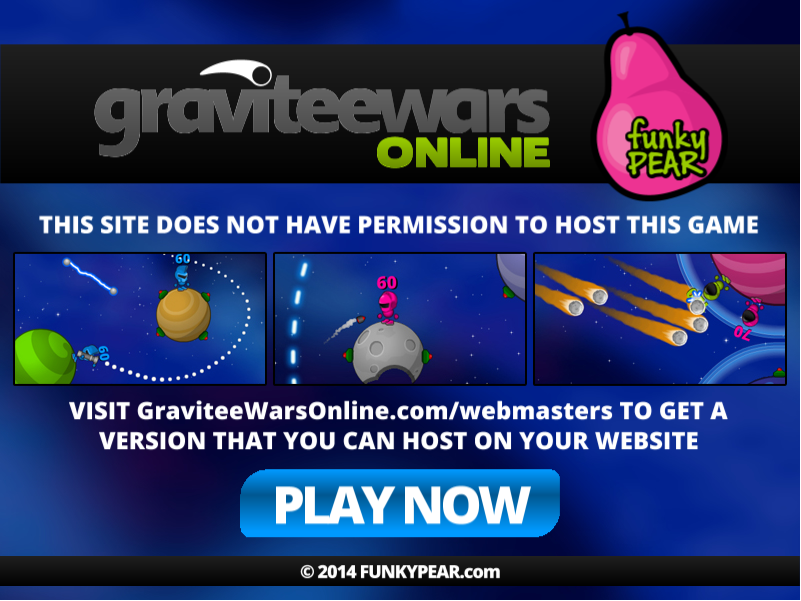 graviteewars
ONLINE
funky
PEAR
THIS SITE DOES NOT HAVE PERMISSION TO HOST THIS GAME
60
60
60
70
VISIT GraviteeWarsOnline.com/webmasters TO GET A
VERSION THAT YOU CAN HOST ON YOUR WEBSITE
PLAY NOW
© 2014 FUNKYPEAR.com